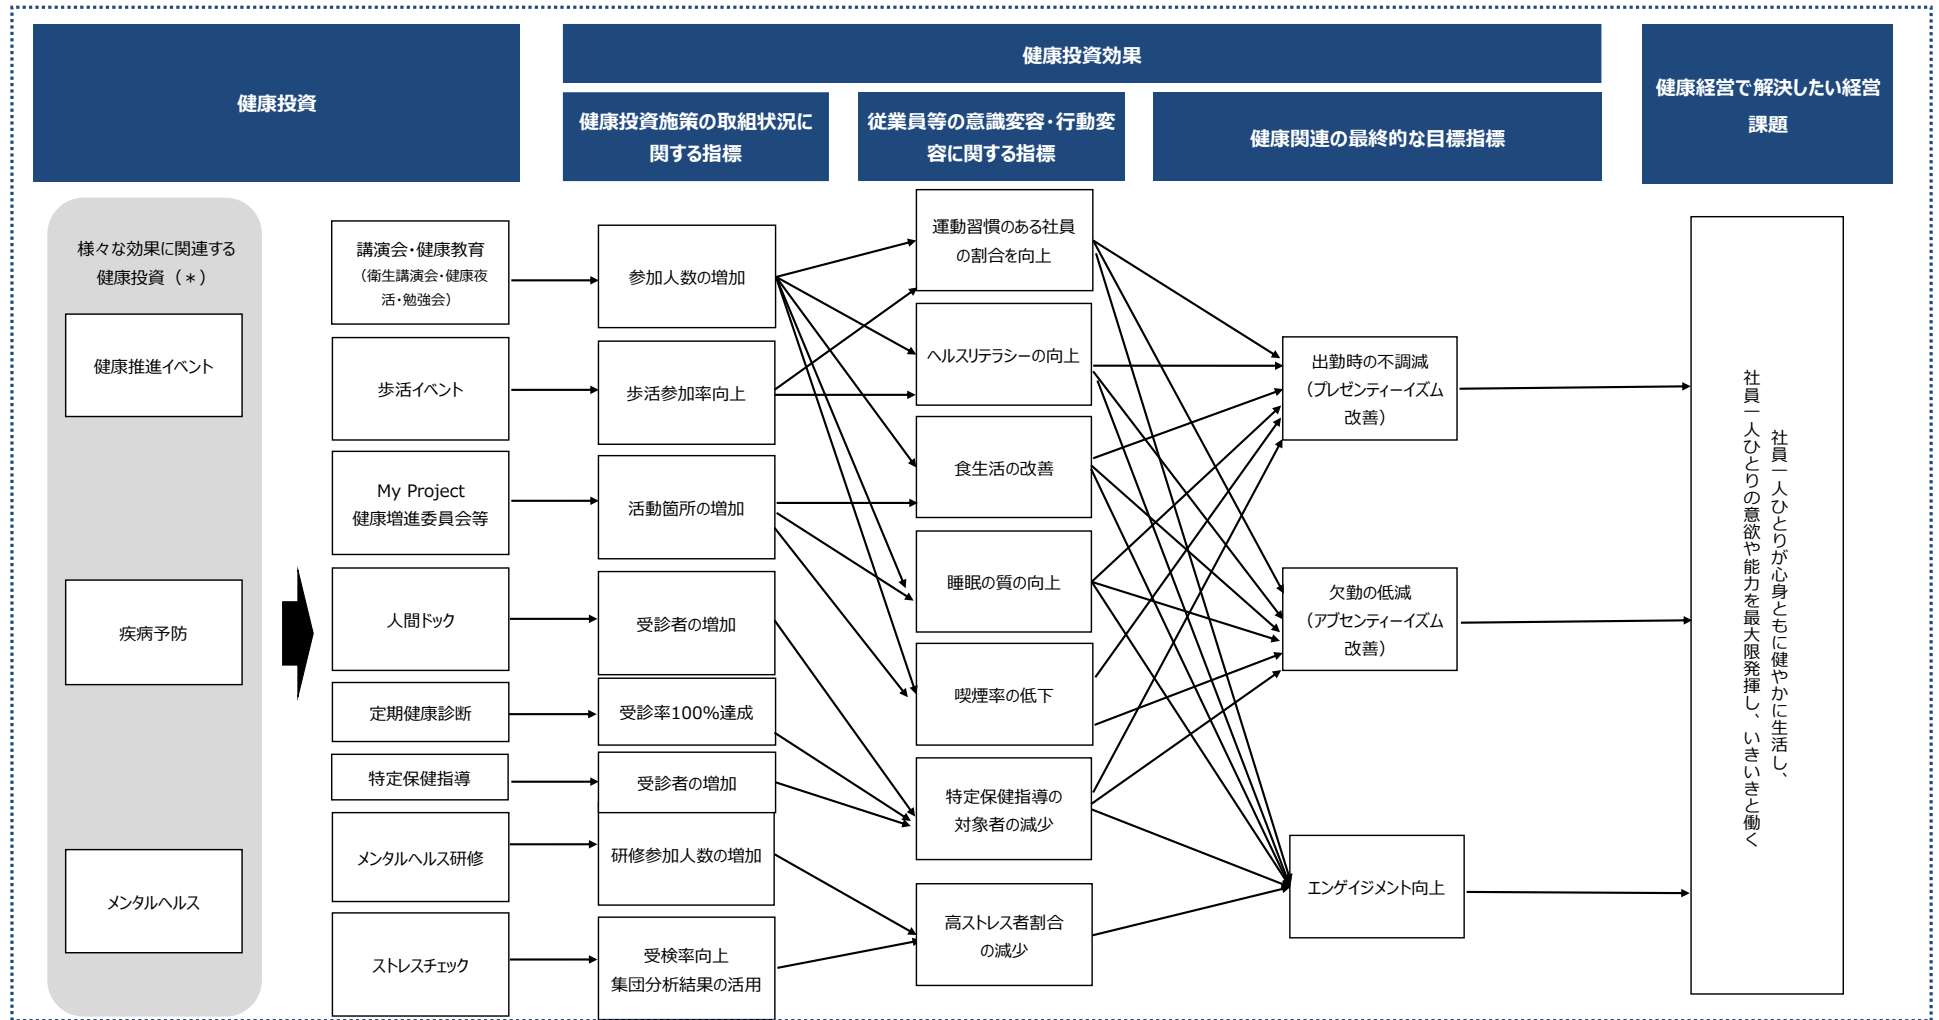 健康投資
健康投資効果
健康経営で解決したい経営
課題
健康投資施策の取組状況に
関する指標
従業員等の意識変容・行動変
容に関する指標
健康関連の最終的な目標指標
様々な効果に関連する
健康投資（＊）
健康推進イベント
疾病予防
メンタルヘルス
講演会・健康教育
（衛生講演会・健康夜
活・勉強会）
歩活イベント
My Project
健康増進委員会等
人間ドック
定期健康診断
特定保健指導
メンタルヘルス研修
ストレスチェック
参加人数の増加
歩活参加率向上
活動箇所の増加
受診者の増加
受診率100%達成
受診者の増加
研修参加人数の増加
受検率向上
集団分析結果の活用
運動習慣のある社員
の割合を向上
ヘルスリテラシーの向上
食生活の改善
睡眠の質の向上
喫煙率の低下
特定保健指導の
対象者の減少
高ストレス者割合
の減少
出勤時の不調減
（プレゼンティーイズム
改善）
欠勤の低減
（アブセンティーイズム
改善）
エンゲイジメント向上
社員一人ひとりが心身ともに健やかに生活し、
社員一人ひとりの意欲や能力を最大限発揮し、いきいきと働く